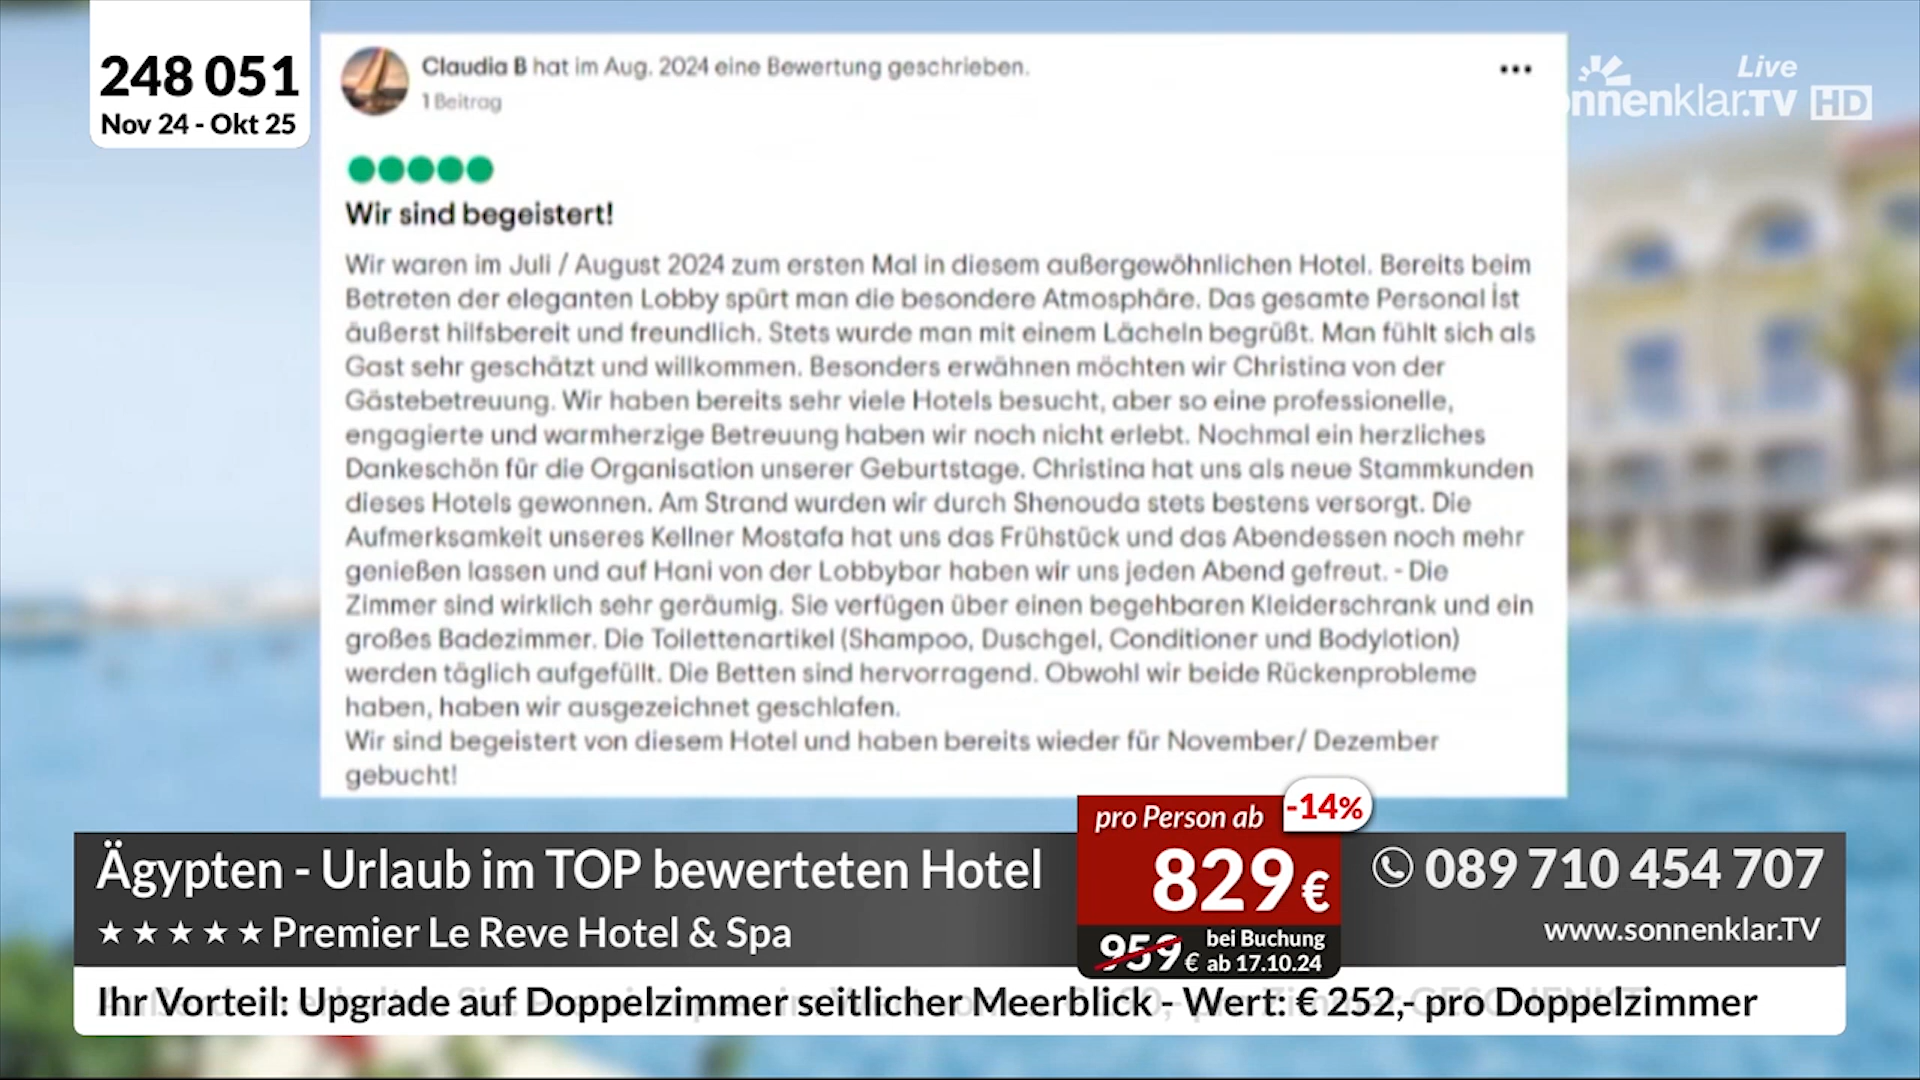 248 051
Nov 24 - Okt 25
Claudia B hat im Aug. 2024 eine Bewertung geschrieben.
1 Beitrag
Live
nnenklar.TV HD
Wir sind begeistert!
Wir waren im Juli / August 2024 zum ersten Mal in diesem außergewöhnlichen Hotel. Bereits beim
Betreten der eleganten Lobby spürt man die besondere Atmosphäre. Das gesamte Personal ist
äußerst hilfsbereit und freundlich. Stets wurde man mit einem Lächeln begrüßt. Man fühlt sich als
Gast sehr geschätzt und willkommen. Besonders erwähnen möchten wir Christina von der
Gästebetreuung. Wir haben bereits sehr viele Hotels besucht, aber so eine professionelle,
engagierte und warmherzige Betreuung haben wir noch nicht erlebt. Nochmal ein herzliches
Dankeschön für die Organisation unserer Geburtstage. Christina hat uns als neue Stammkunden
dieses Hotels gewonnen. Am Strand wurden wir durch Shenouda stets bestens versorgt. Die
Aufmerksamkeit unseres Kellner Mostafa hat uns das Frühstück und das Abendessen noch mehr
genießen lassen und auf Hani von der Lobbybar haben wir uns jeden Abend gefreut. - Die
Zimmer sind wirklich sehr geräumig. Sie verfügen über einen begehbaren Kleiderschrank und ein
großes Badezimmer. Die Toilettenartikel (Shampoo, Duschgel, Conditioner und Bodylotion)
werden täglich aufgefüllt. Die Betten sind hervorragend. Obwohl wir beide Rückenprobleme
haben, haben wir ausgezeichnet geschlafen.
Wir sind begeistert von diesem Hotel und haben bereits wieder für November/ Dezember
gebucht!
pro Person ab
-14%
829 €
959 € bei Buchung
ab 17.10.24
Ägypten - Urlaub im TOP bewerteten Hotel
★★★★★ Premier Le Reve Hotel & Spa
089 710 454 707
www.sonnenklar.TV
Ihr Vorteil: Upgrade auf Doppelzimmer seitlicher Meerblick - Wert: € 252,- pro Doppelzimmer